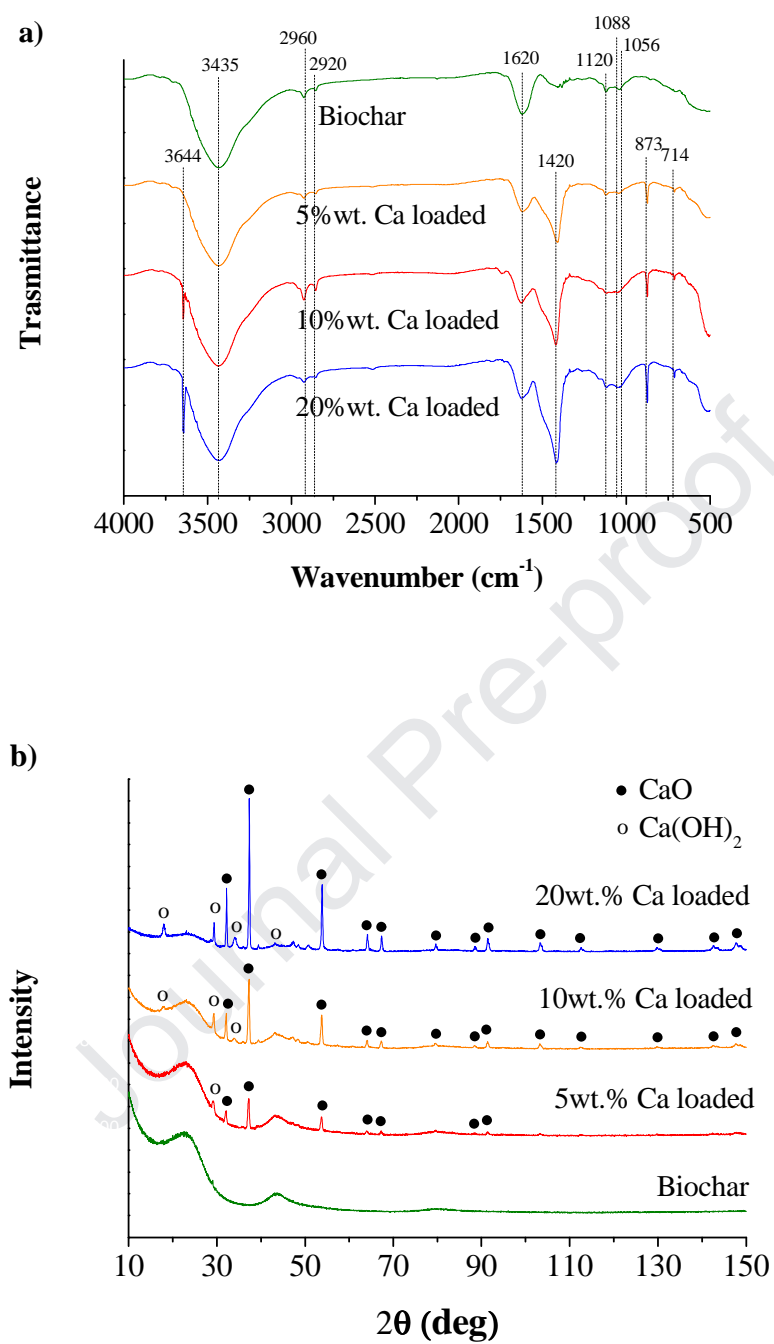 a)
2960
1088
3435
2920
1620
1120
1056
Biochar
3644
1420
873
714
5%wt. Ca loaded
10%wt. Ca loaded
20%wt. Ca loaded
Trasmittance
4000 3500 3000 2500 2000 1500 1000 500
Wavenumber (cm⁻¹)
Journal Pre-proof
b)
● CaO
o Ca(OH)₂
20wt.% Ca loaded
10wt.% Ca loaded
5wt.% Ca loaded
Biochar
Intensity
10 30 50 70 90 110 130 150
2θ (deg)